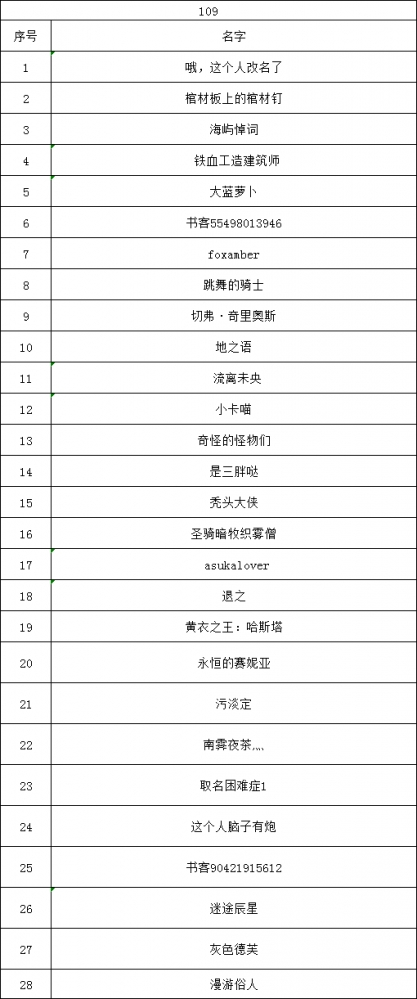 109
序号 名字
1 哦，这个人改名了
2 棺材板上的棺材钉
3 海屿悼词
4 铁血工造建筑师
5 大蓝萝卜
6 书客55498013946
7 foxamber
8 跳舞的骑士
9 切弗·奇里奥斯
10 地之语
11 流离未央
12 小卡喵
13 奇怪的怪物们
14 是三胖哒
15 秃头大侠
16 圣骑暗牧织雾僧
17 asukalover
18 退之
19 黄衣之王：哈斯塔
20 永恒的赛妮亚
21 污淡定
22 南霁夜茶灬
23 取名困难症1
24 这个人脑子有炮
25 书客90421915612
26 迷途辰星
27 灰色德芙
28 漫游俗人